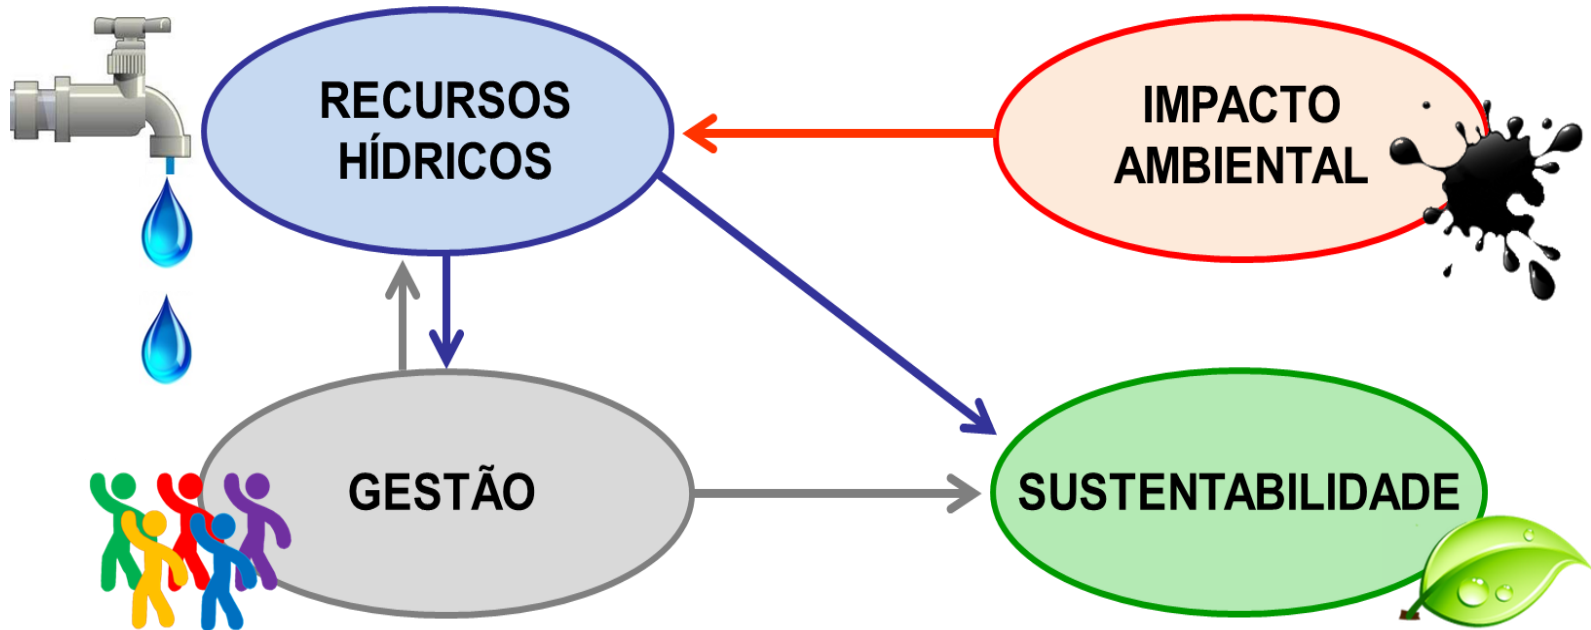 RECURSOS
HÍDRICOS
IMPACTO
AMBIENTAL
GESTÃO
SUSTENTABILIDADE